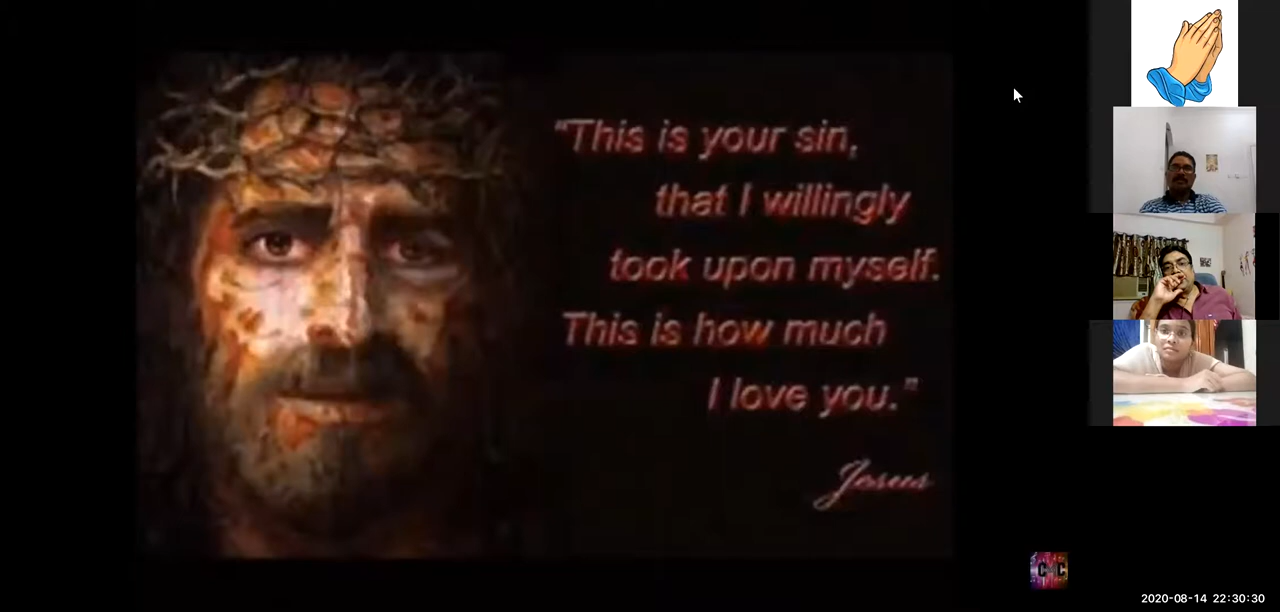 “This is your sin,
that I willingly
took upon myself.
This is how much
I love you.”
Jesus
CMC
2020-08-14 22:30:30